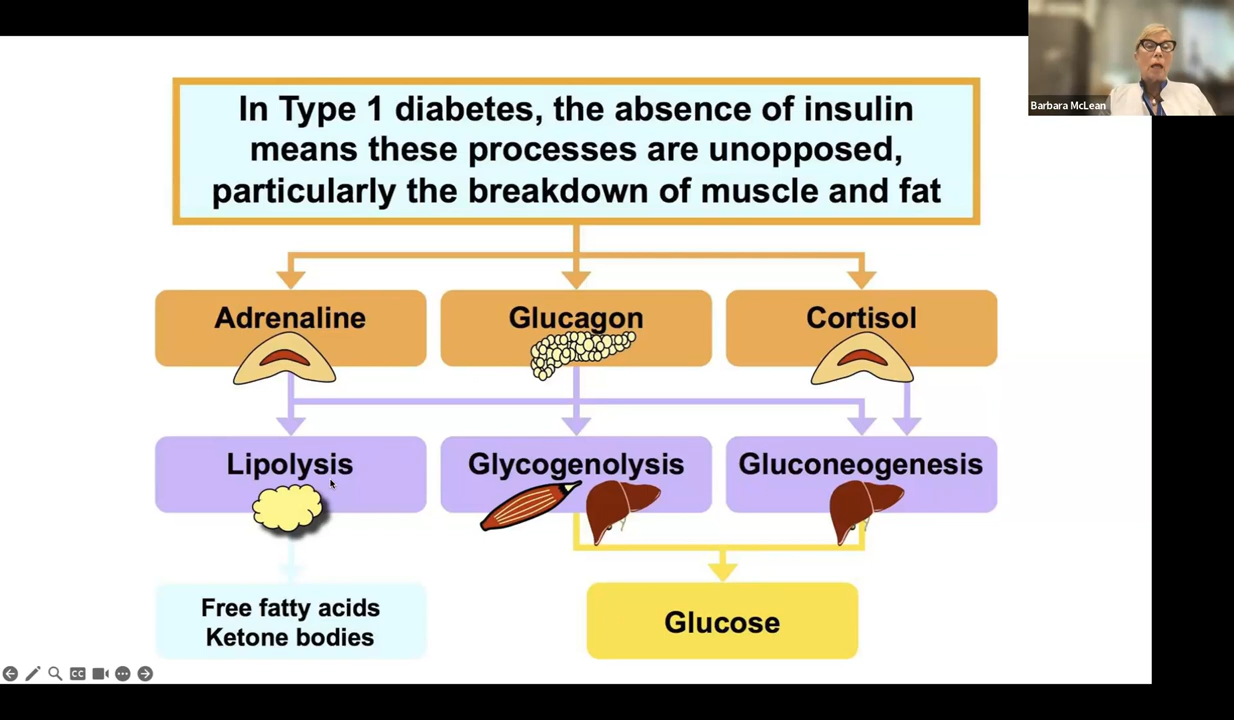 Barbara McLean
In Type 1 diabetes, the absence of insulin
means these processes are unopposed,
particularly the breakdown of muscle and fat
Adrenaline
Glucagon
Cortisol
Lipolysis
Glycogenolysis
Gluconeogenesis
Free fatty acids
Ketone bodies
Glucose
CC